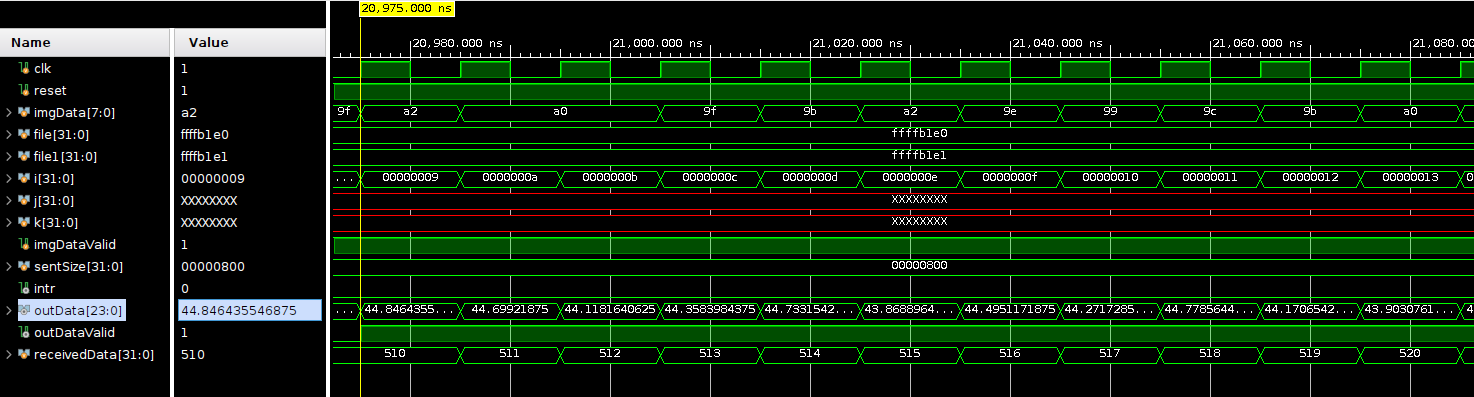 20,975.000 ns
Name Value
20,980.000 ns 21,000.000 ns 21,020.000 ns 21,040.000 ns 21,060.000 ns 21,080.00
clk 1
reset 1
imgData[7:0] a2 9f a2 a0 9f 9b a2 9e 99 9c 9b a0
file[31:0] ffffb1e0 ffffb1e0
file1[31:0] ffffb1e1 ffffb1e1
i[31:0] 00000009 ... 00000009 0000000a 0000000b 0000000c 0000000d 0000000e 0000000f 00000010 00000011 00000012 00000013 0
j[31:0] XXXXXXXX XXXXXXXX
k[31:0] XXXXXXXX XXXXXXXX
imgDataValid 1
sentSize[31:0] 00000800 00000800
intr 0
outData[23:0] 44.846435546875 ... 44.8464355... 44.69921875 44.1181640625 44.3583984375 44.7331542... 43.8688964... 44.4951171875 44.2714285... 44.7785644... 44.1706542... 43.9030761... 4
outDataValid 1
receivedData[31:0] 510 510 511 512 513 514 515 516 517 518 519 520